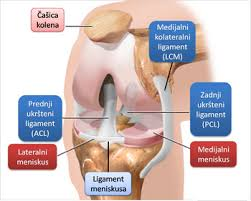 Čašica
kolena
Medijalni
kolateralni
ligament
(LCM)
Prednji
ukršteni
ligament
(ACL)
Zadnji
ukršteni
ligament
(PCL)
Lateralni
meniskus
Medijalni
meniskus
Ligament
meniskusa